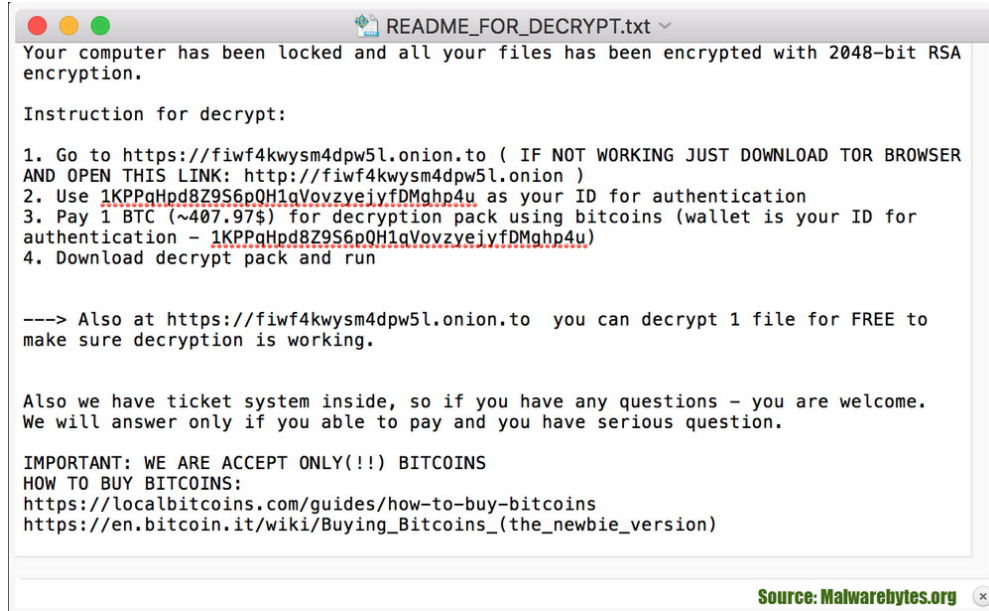 README_FOR_DECRYPT.txt
Your computer has been locked and all your files has been encrypted with 2048-bit RSA
encryption.
Instruction for decrypt:
1. Go to https://fiwf4kwysm4dpw5l.onion.to ( IF NOT WORKING JUST DOWNLOAD TOR BROWSER
AND OPEN THIS LINK: http://fiwf4kwysm4dpw5l.onion )
2. Use 1KPPqHpd8Z9S6pQH1qVovzyejyfDMghp4u as your ID for authentication
3. Pay 1 BTC (~407.97$) for decryption pack using bitcoins (wallet is your ID for
authentication – 1KPPqHpd8Z9S6pQH1qVovzyejyfDMghp4u)
4. Download decrypt pack and run
---> Also at https://fiwf4kwysm4dpw5l.onion.to you can decrypt 1 file for FREE to
make sure decryption is working.
Also we have ticket system inside, so if you have any questions – you are welcome.
We will answer only if you able to pay and you have serious question.
IMPORTANT: WE ARE ACCEPT ONLY(!!) BITCOINS
HOW TO BUY BITCOINS:
https://localbitcoins.com/guides/how-to-buy-bitcoins
https://en.bitcoin.it/wiki/Buying_Bitcoins_(the_newbie_version)
Source: Malwarebytes.org